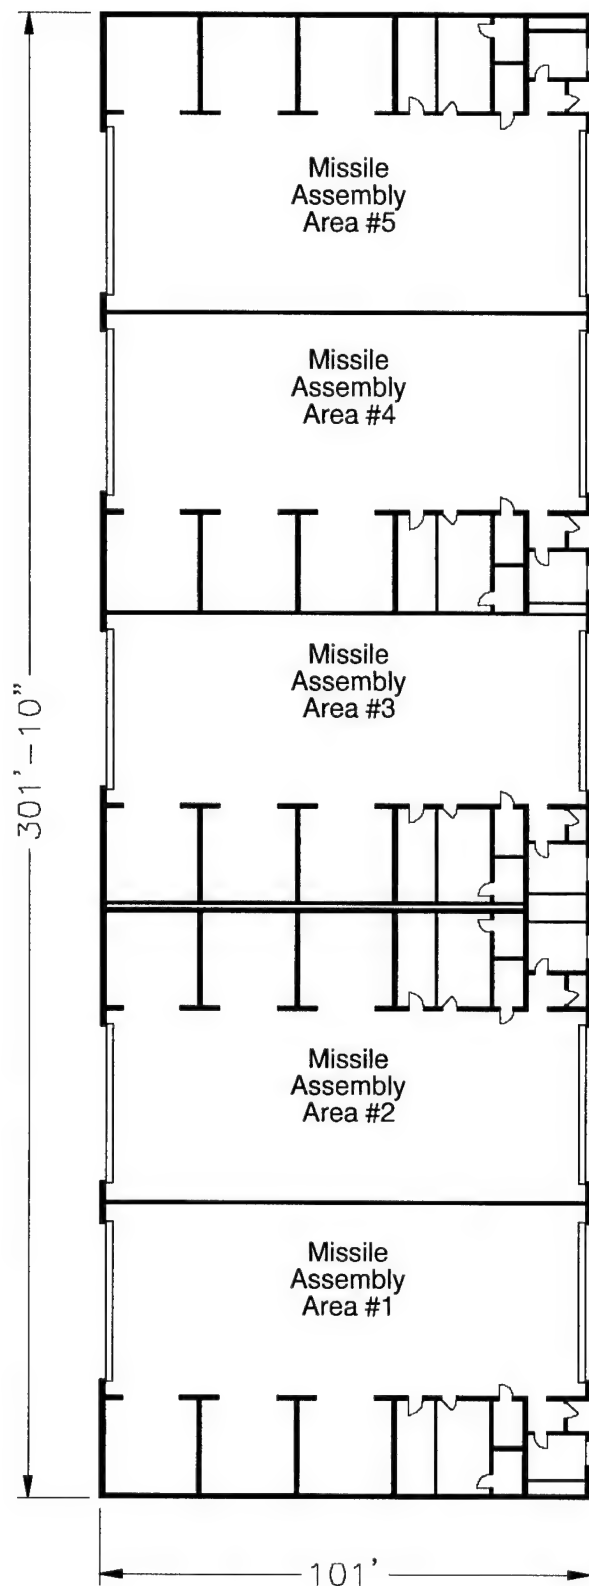 Missile
Assembly
Area #5
Missile
Assembly
Area #4
Missile
Assembly
Area #3
301'-10"
Missile
Assembly
Area #2
Missile
Assembly
Area #1
101'